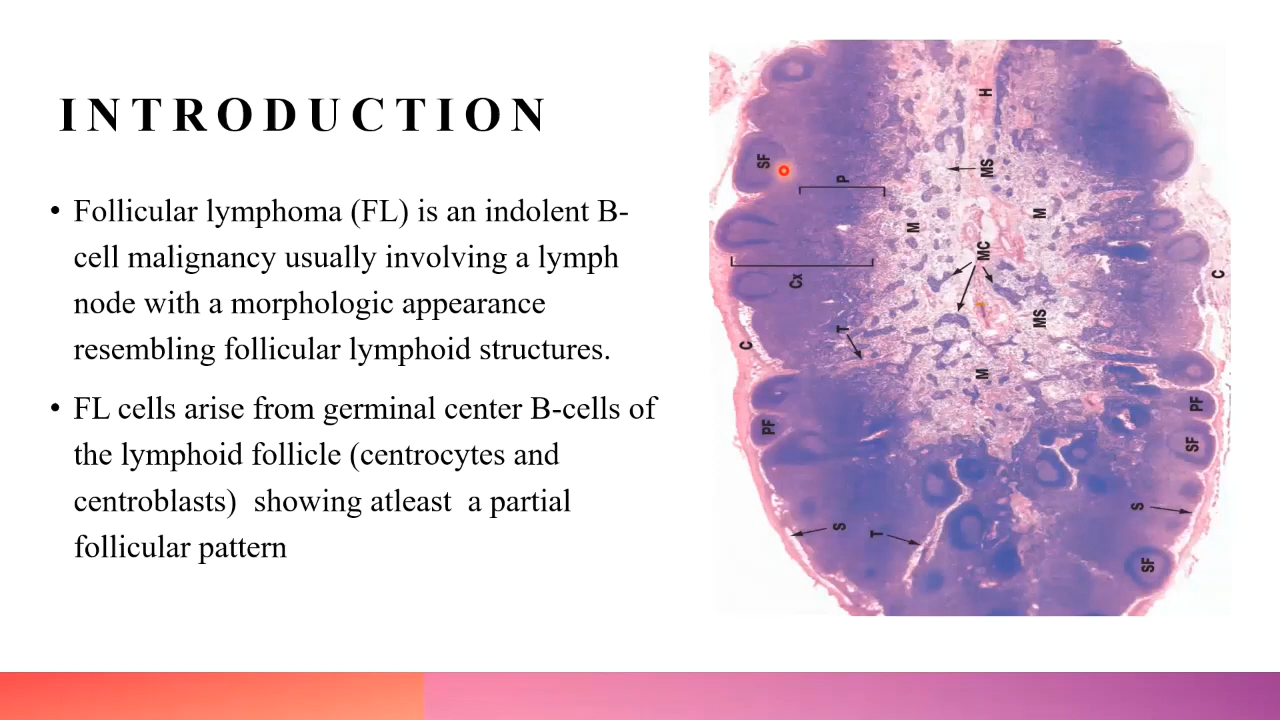 INTRODUCTION
• Follicular lymphoma (FL) is an indolent B-
cell malignancy usually involving a lymph
node with a morphologic appearance
resembling follicular lymphoid structures.
• FL cells arise from germinal center B-cells of
the lymphoid follicle (centrocytes and
centroblasts)  showing atleast  a partial
follicular pattern
H
SF
MS
P
M
M
MC
Cx
C
MS
T
C
M
PF
PF
SF
S
S
T
SF